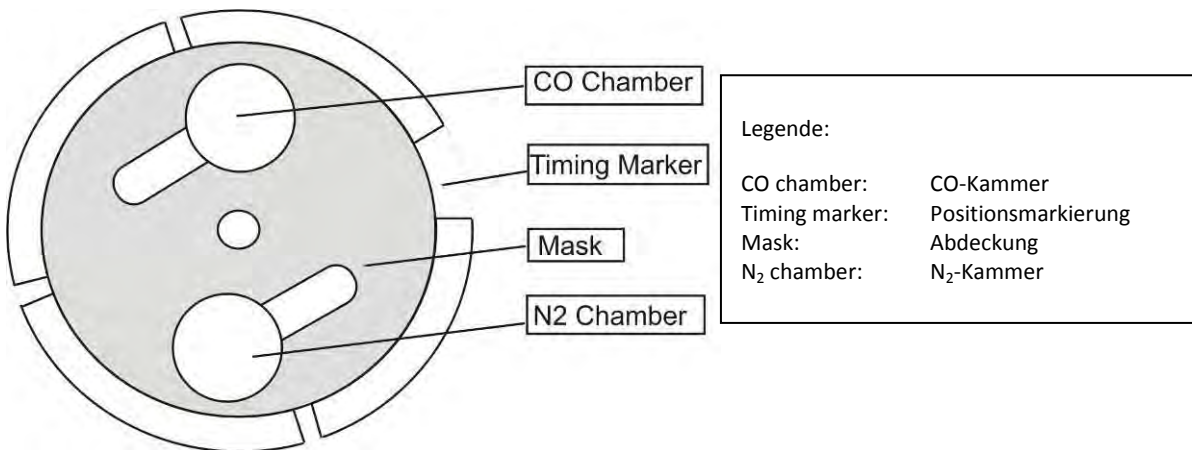 CO Chamber
Timing Marker
Mask
N2 Chamber
Legende:
CO chamber: CO-Kammer
Timing marker: Positionsmarkierung
Mask: Abdeckung
N₂ chamber: N₂-Kammer